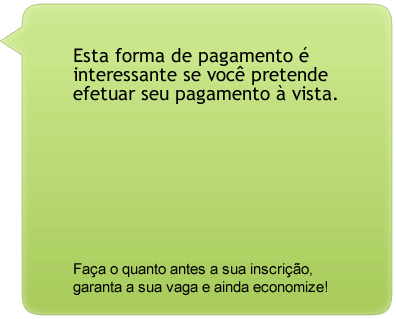 Esta forma de pagamento é
interessante se você pretende
efetuar seu pagamento à vista.
Faça o quanto antes a sua inscrição,
garanta a sua vaga e ainda economize!